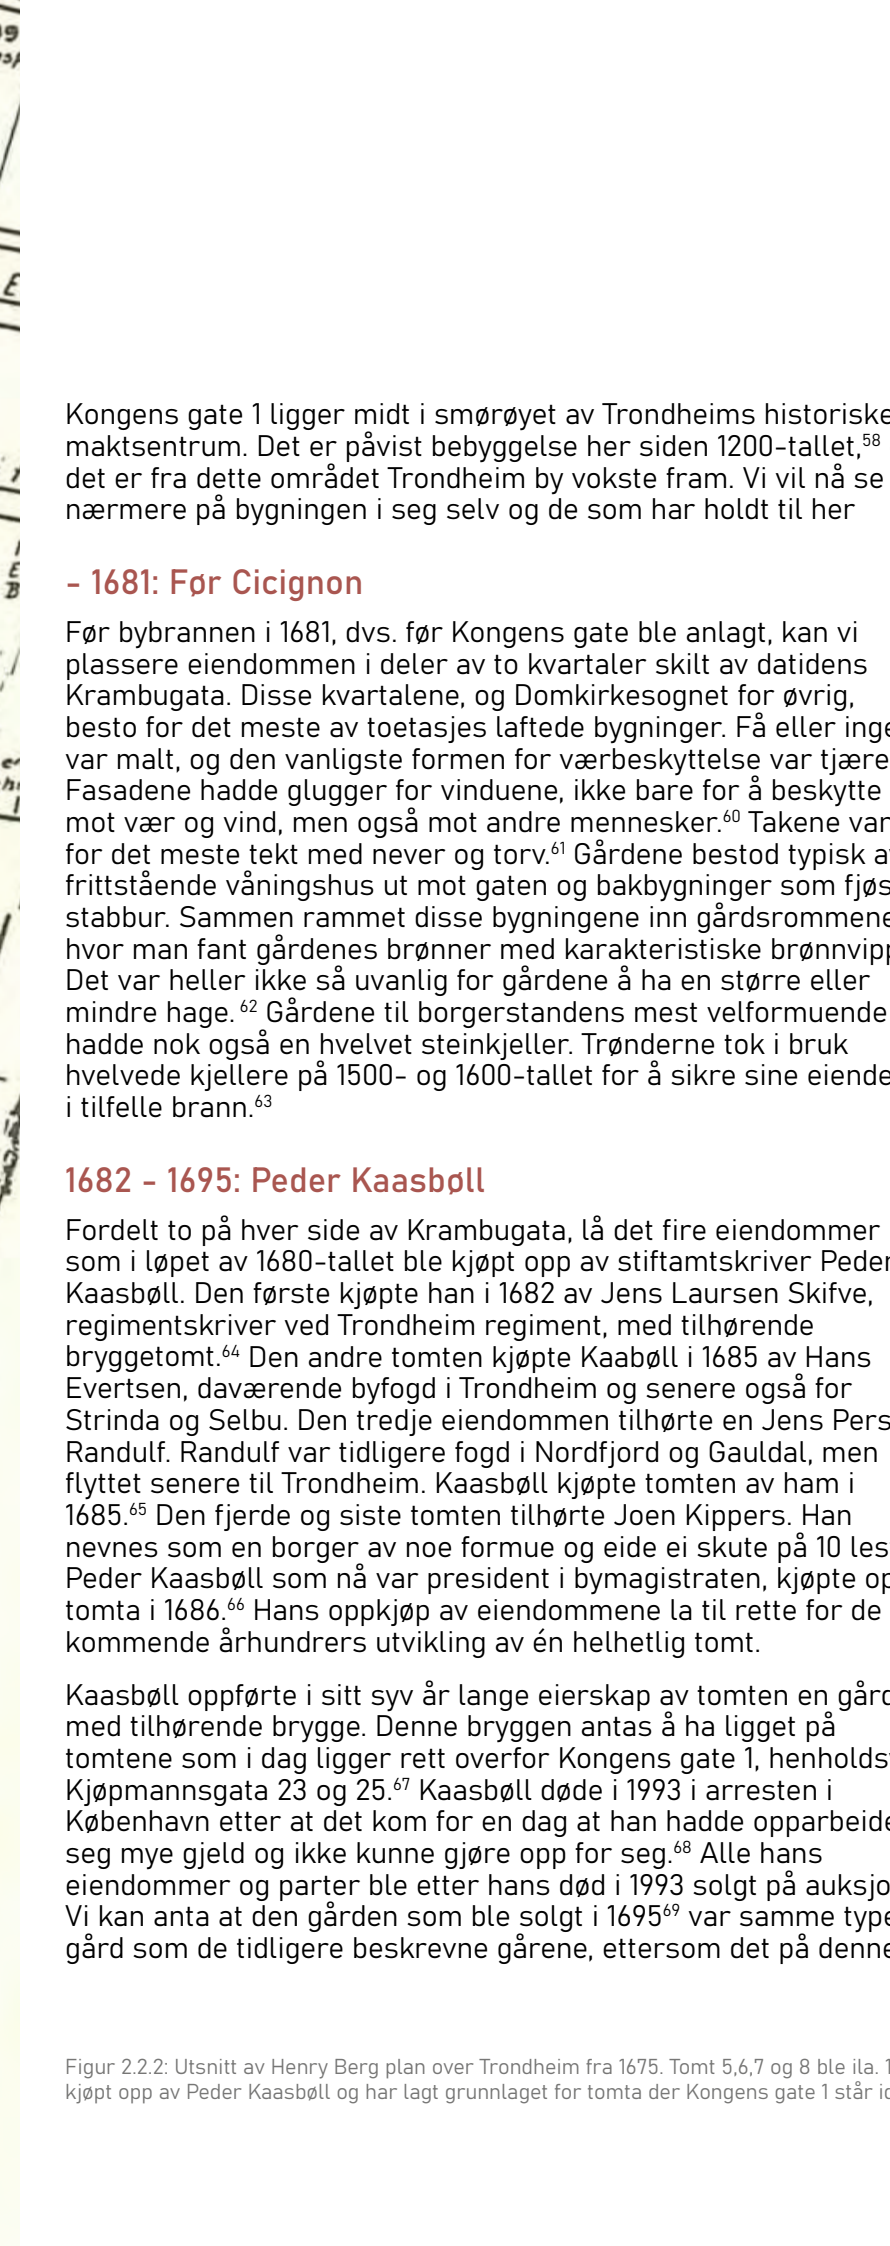 Kongens gate 1 ligger midt i smørøyet av Trondheims historiske
maktsentrum. Det er påvist bebyggelse her siden 1200-tallet,⁵⁸
det er fra dette området Trondheim by vokste fram. Vi vil nå se
nærmere på bygningen i seg selv og de som har holdt til her
- 1681: Før Cicignon
Før bybrannen i 1681, dvs. før Kongens gate ble anlagt, kan vi
plassere eiendommen i deler av to kvartaler skilt av datidens
Krambugata. Disse kvartalene, og Domkirkesognet for øvrig,
besto for det meste av toetasjes laftede bygninger. Få eller inge
var malt, og den vanligste formen for værbeskyttelse var tjære
Fasadene hadde glugger for vinduene, ikke bare for å beskytte
mot vær og vind, men også mot andre mennesker.⁶⁰ Takene var
for det meste tekt med never og torv.⁶¹ Gårdene bestod typisk av
frittstående våningshus ut mot gaten og bakbygninger som fjøs
stabbur. Sammen rammet disse bygningene inn gårdsrommene
hvor man fant gårdenes brønner med karakteristiske brønnvipp
Det var heller ikke så uvanlig for gårdene å ha en større eller
mindre hage. ⁶² Gårdene til borgerstandens mest velformuende
hadde nok også en hvelvet steinkjeller. Trønderne tok i bruk
hvelvede kjellere på 1500- og 1600-tallet for å sikre sine eiende
i tilfelle brann.⁶³
1682 - 1695: Peder Kaasbøll
Fordelt to på hver side av Krambugata, lå det fire eiendommer
som i løpet av 1680-tallet ble kjøpt opp av stiftamtskriver Peder
Kaasbøll. Den første kjøpte han i 1682 av Jens Laursen Skifve,
regimentskriver ved Trondheim regiment, med tilhørende
bryggetomt.⁶⁴ Den andre tomten kjøpte Kaabøll i 1685 av Hans
Evertsen, daværende byfogd i Trondheim og senere også for
Strinda og Selbu. Den tredje eiendommen tilhørte en Jens Pers
Randulf. Randulf var tidligere fogd i Nordfjord og Gauldal, men
flyttet senere til Trondheim. Kaasbøll kjøpte tomten av ham i
1685.⁶⁵ Den fjerde og siste tomten tilhørte Joen Kippers. Han
nevnes som en borger av noe formue og eide ei skute på 10 les
Peder Kaasbøll som nå var president i bymagistraten, kjøpte op
tomta i 1686.⁶⁶ Hans oppkjøp av eiendommene la til rette for de
kommende århundrers utvikling av én helhetlig tomt.
Kaasbøll oppførte i sitt syv år lange eierskap av tomten en gård
med tilhørende brygge. Denne bryggen antas å ha ligget på
tomtene som i dag ligger rett overfor Kongens gate 1, henholdsv
Kjøpmannsgata 23 og 25.⁶⁷ Kaasbøll døde i 1993 i arresten i
København etter at det kom for en dag at han hadde opparbeide
seg mye gjeld og ikke kunne gjøre opp for seg.⁶⁸ Alle hans
eiendommer og parter ble etter hans død i 1993 solgt på auksjo
Vi kan anta at den gården som ble solgt i 1695⁶⁹ var samme type
gård som de tidligere beskrevne gårene, ettersom det på denne
Figur 2.2.2: Utsnitt av Henry Berg plan over Trondheim fra 1675. Tomt 5,6,7 og 8 ble ila. 1
kjøpt opp av Peder Kaasbøll og har lagt grunnlaget for tomta der Kongens gate 1 står id